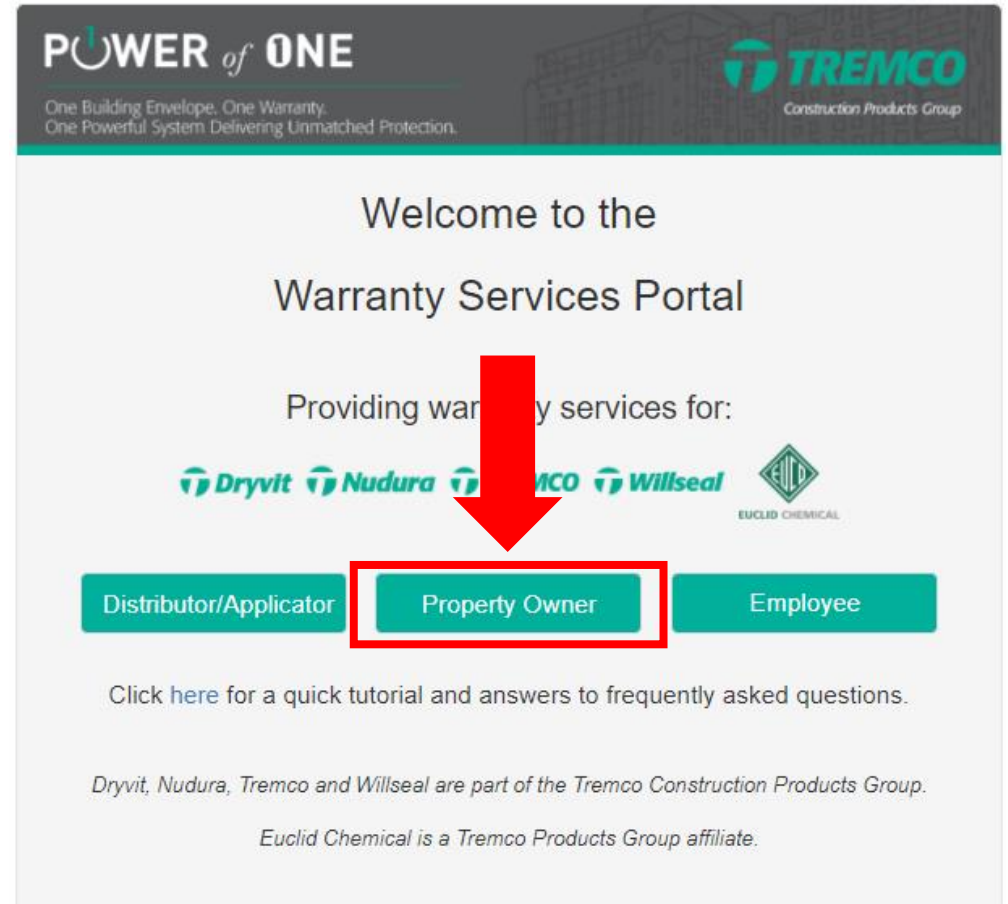 POWER of ONE
One Building Envelope. One Warranty.
One Powerful System Delivering Unmatched Protection.
TREMCO
Construction Products Group
Welcome to the
Warranty Services Portal
Providing war y services for:
Dryvit Nudura MCO Willseal
EUCO
EUCLID CHEMICAL
Distributor/Applicator Property Owner Employee
Click here for a quick tutorial and answers to frequently asked questions.
Dryvit, Nudura, Tremco and Willseal are part of the Tremco Construction Products Group.
Euclid Chemical is a Tremco Products Group affiliate.